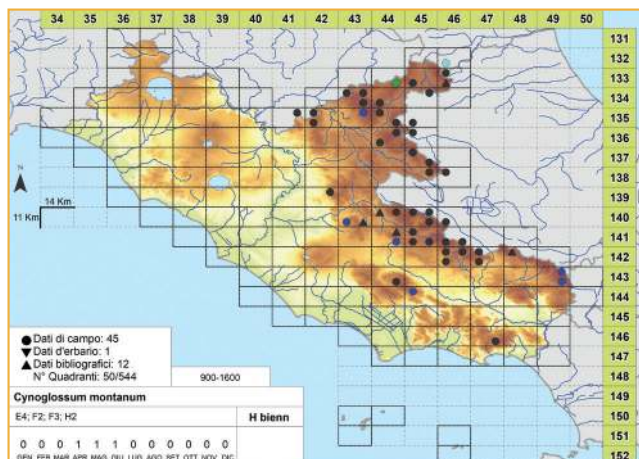 34 35 36 37 38 39 40 41 42 43 44 45 46 47 48 49 50
131
132
133
134
135
136
137
138
139
140
141
142
143
144
145
146
147
148
149
150
151
152
N
14 Km
11 Km
Dati di campo: 45
Dati d'erbario: 1
Dati bibliografici: 12
N° Quadranti: 50/544
900-1600
Cynoglossum montanum
E4; F2; F3; H2
H bienn
0 0 0 1 1 1 0 0 0 0 0 0
GEN FEB MAR APR MAG GIU LUG AGO SET OTT NOV DIC